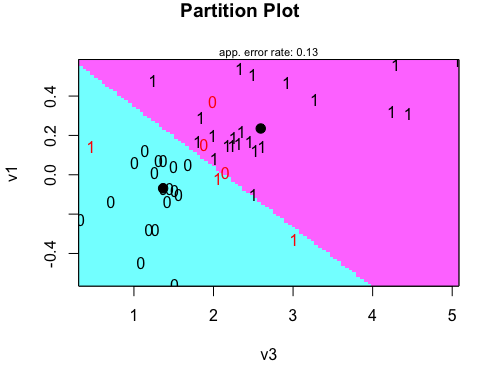 Partition Plot
app. error rate: 0.13
v1
0.4
0.2
0.0
-0.4
1 2 3 4 5
v3